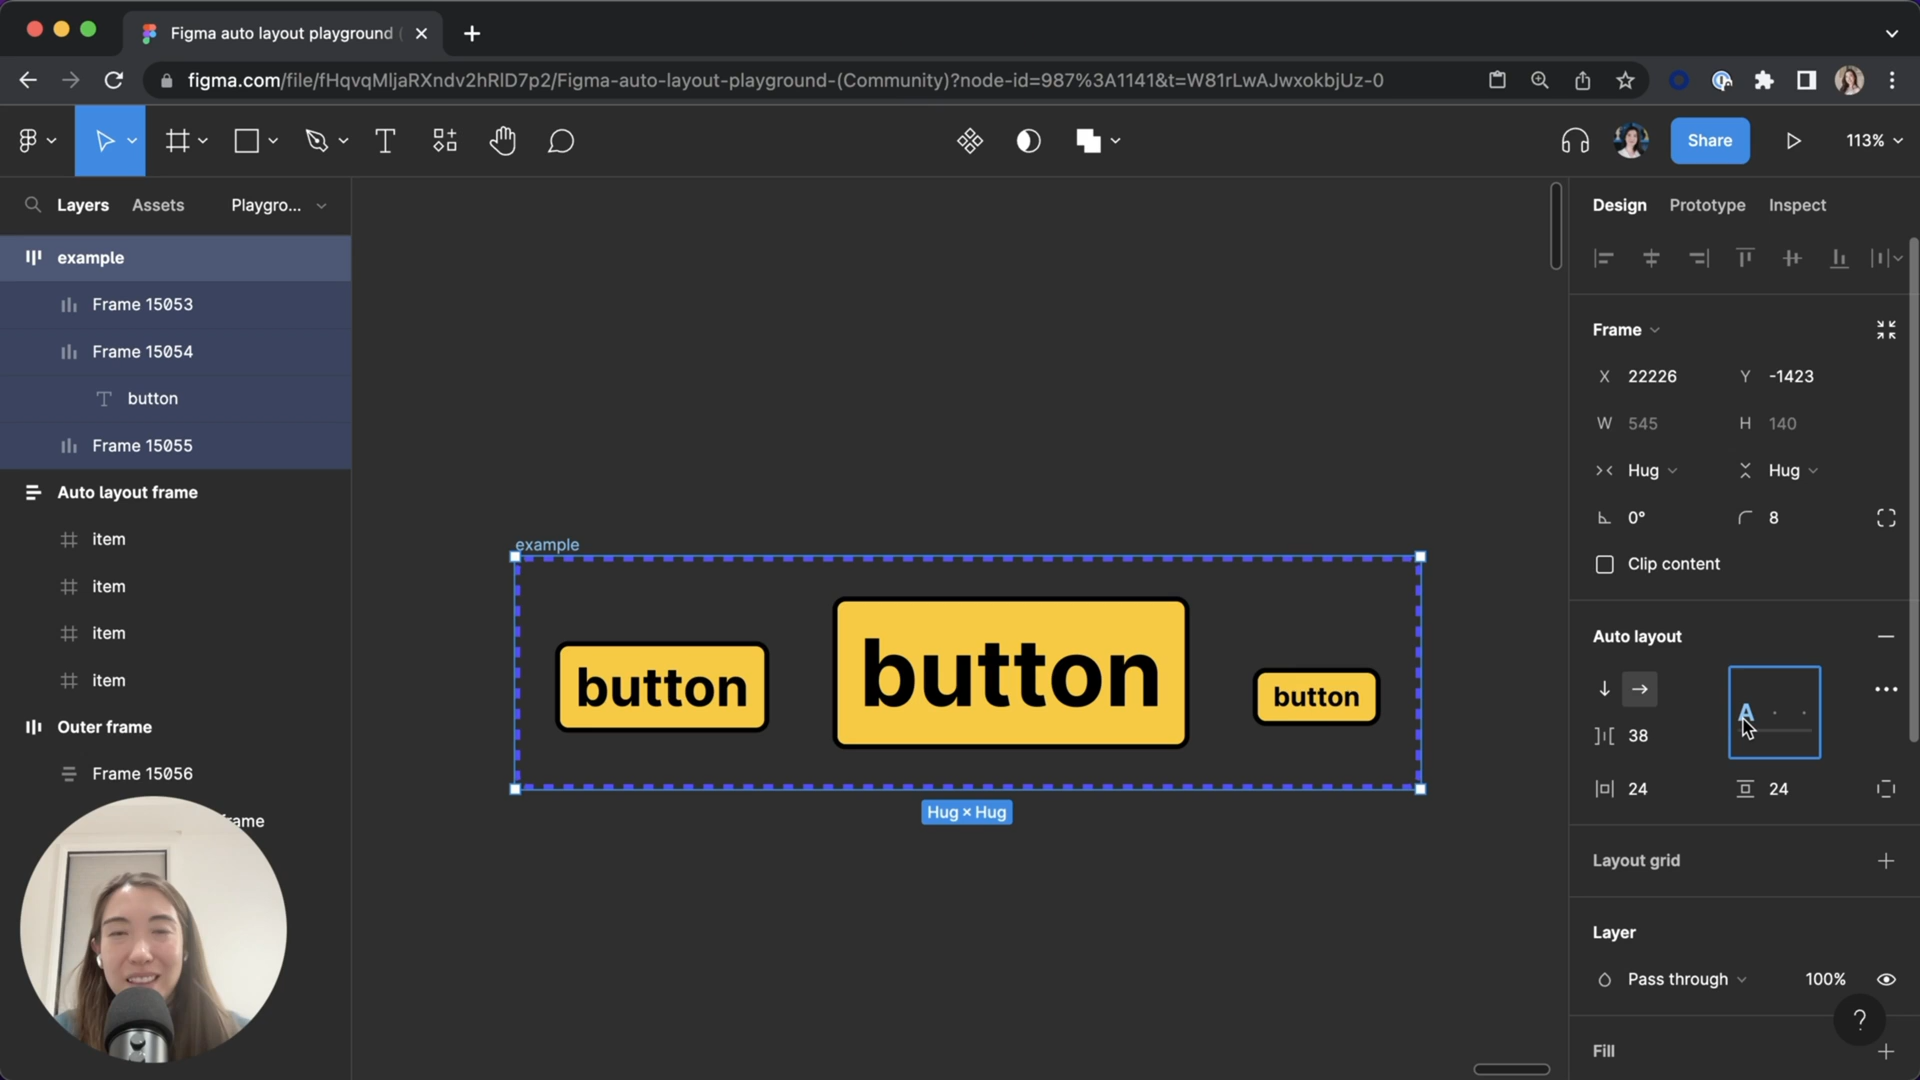 Figma auto layout playground (
figma.com/file/fHqvqMljaRXndv2hRlD7p2/Figma-auto-layout-playground-(Community)?node-id=987%3A1141&t=W81rLwAJwxokbjUz-0
Share
113%
Layers
Assets
Playgro...
example
Frame 15053
Frame 15054
button
Frame 15055
Auto layout frame
item
item
item
item
Outer frame
Frame 15056
rame
example
button
button
button
Hug × Hug
Design
Prototype
Inspect
Frame
X 22226
Y -1423
W 545
H 140
Hug
Hug
0°
8
Clip content
Auto layout
A
38
24
24
Layout grid
Layer
Pass through
100%
?
Fill